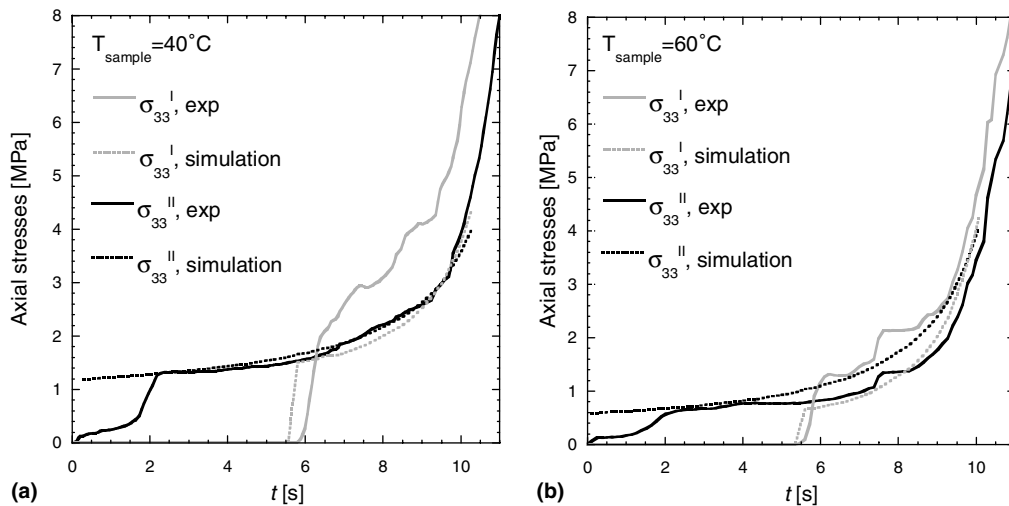 T_sample=40°C
σ33^I, exp
σ33^I, simulation
σ33^II, exp
σ33^II, simulation
Axial stresses [MPa]
8
7
6
5
4
3
2
1
0
0 2 4 6 8 10
t [s]
(a)
T_sample=60°C
σ33^I, exp
σ33^I, simulation
σ33^II, exp
σ33^II, simulation
Axial stresses [MPa]
8
7
6
5
4
3
2
1
0
0 2 4 6 8 10
t [s]
(b)